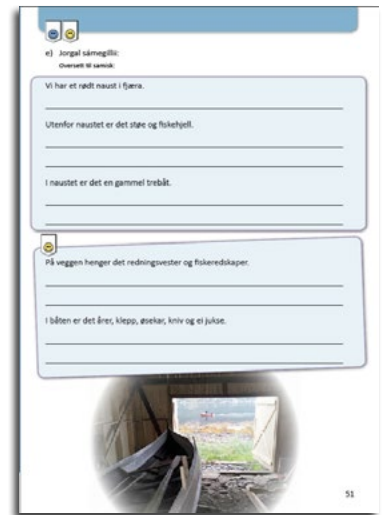 e) Jorgal sámegillii:
Oversett til samisk:
Vi har et rødt naust i fjæra.
Utenfor naustet er det støe og fiskehjell.
I naustet er det en gammel trebåt.
På veggen henger det redningsvester og fiskeredskaper.
I båten er det årer, klepp, øsekar, kniv og ei jukse.
51